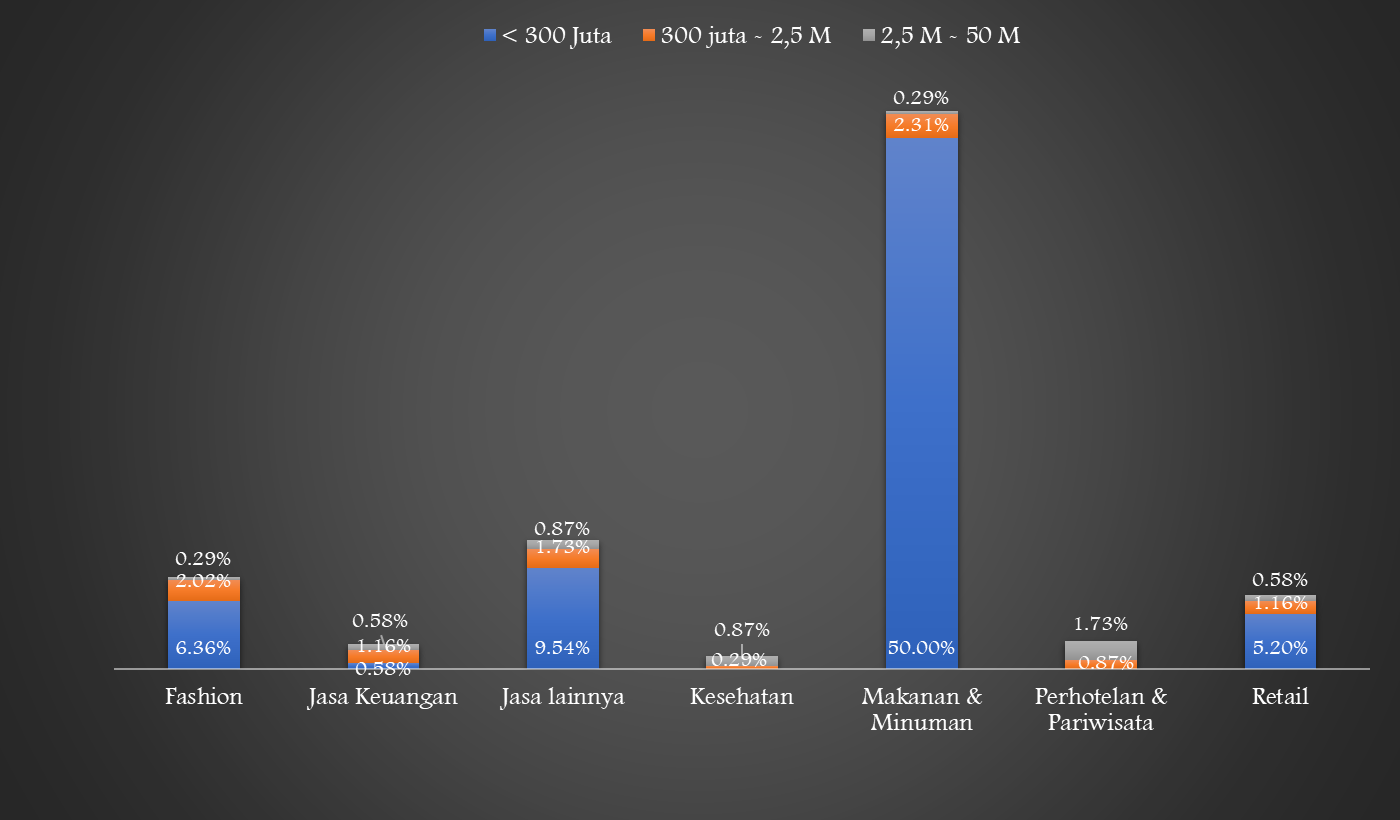 < 300 Juta 300 juta - 2,5 M 2,5 M - 50 M
0.29%
2.31%
0.87%
1.73%
0.29%
2.02%
0.58%
1.16%
0.58%
1.16%
1.73%
0.87%
0.29%
0.87%
6.36%
0.58%
9.54%
50.00%
5.20%
Fashion
Jasa Keuangan
Jasa lainnya
Kesehatan
Makanan &
Minuman
Perhotelan &
Pariwisata
Retail